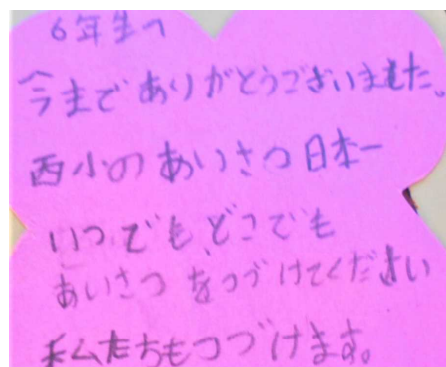 6年生へ
今までありがとうございました。
西小のあいさつ日本一
いつでも、どこでも
あいさつをつづけてください
私たちもつづけます。